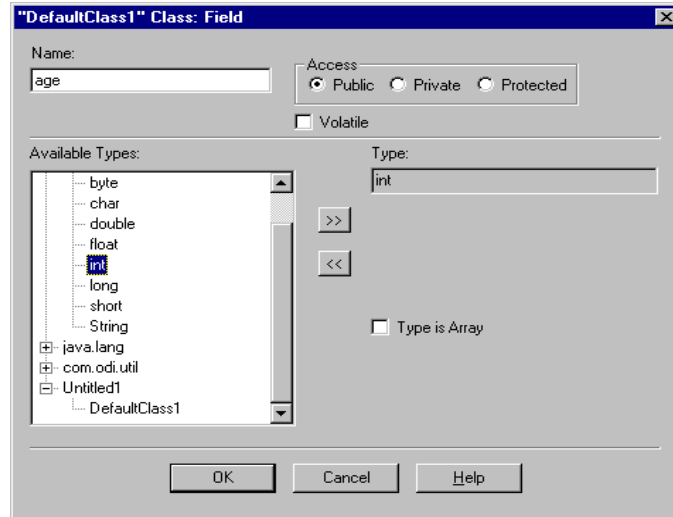 "DefaultClass1" Class: Field
Name:
age
Access
Public Private Protected
Volatile
Available Types:
byte
char
double
float
int
long
short
String
java.lang
com.odi.util
Untitled1
DefaultClass1
>>
<<
Type:
int
Type is Array
OK Cancel Help